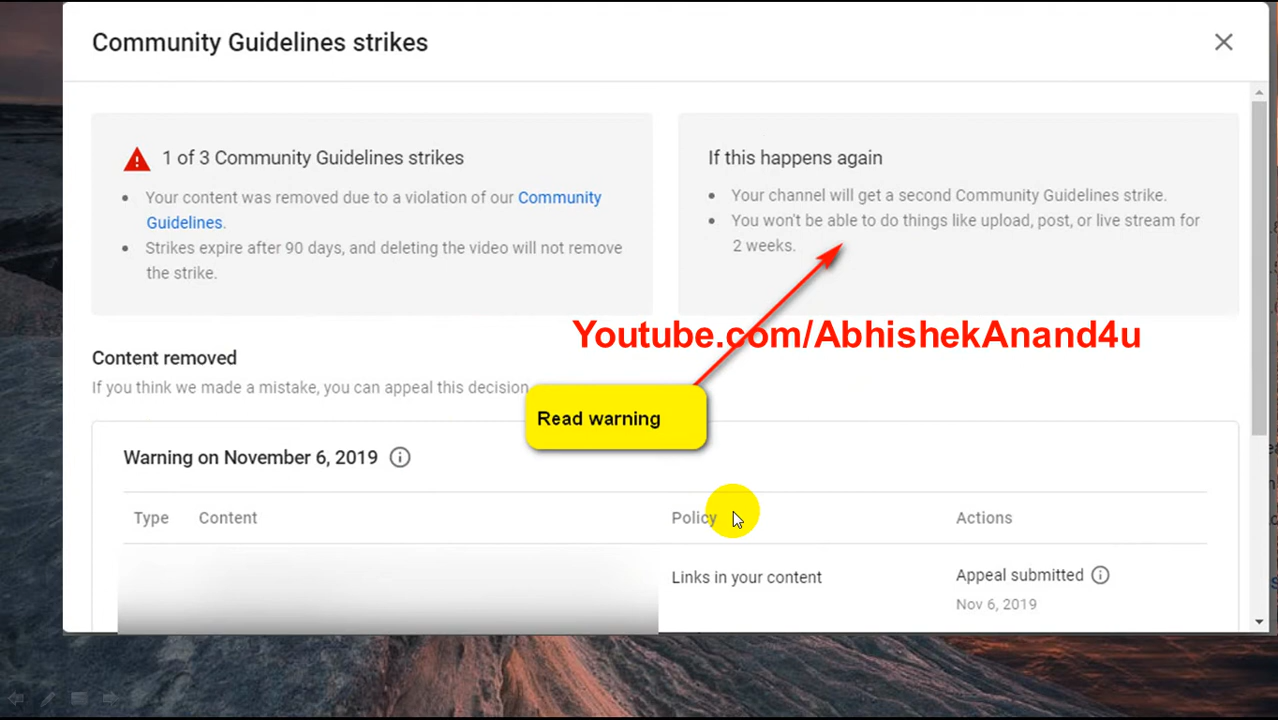 Community Guidelines strikes
1 of 3 Community Guidelines strikes
Your content was removed due to a violation of our Community
Guidelines.
Strikes expire after 90 days, and deleting the video will not remove
the strike.
If this happens again
Your channel will get a second Community Guidelines strike.
You won't be able to do things like upload, post, or live stream for
2 weeks.
Youtube.com/AbhishekAnand4u
Content removed
If you think we made a mistake, you can appeal this decision
Read warning
Warning on November 6, 2019
Type Content Policy Actions
Links in your content Appeal submitted
Nov 6, 2019